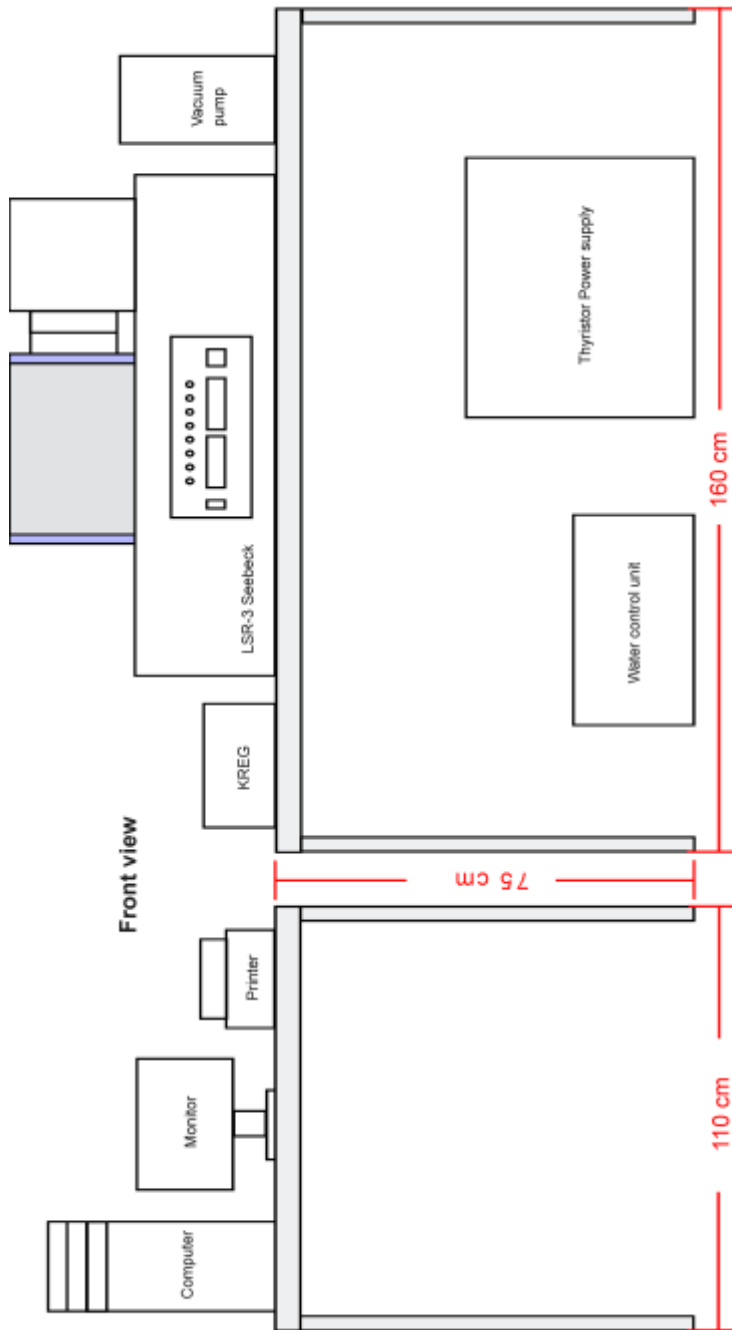 Front view
Computer
Monitor
Printer
KREG
LSR-3 Seebeck
Vacuum
pump
75 cm
Water control unit
Thyristor Power supply
110 cm
160 cm